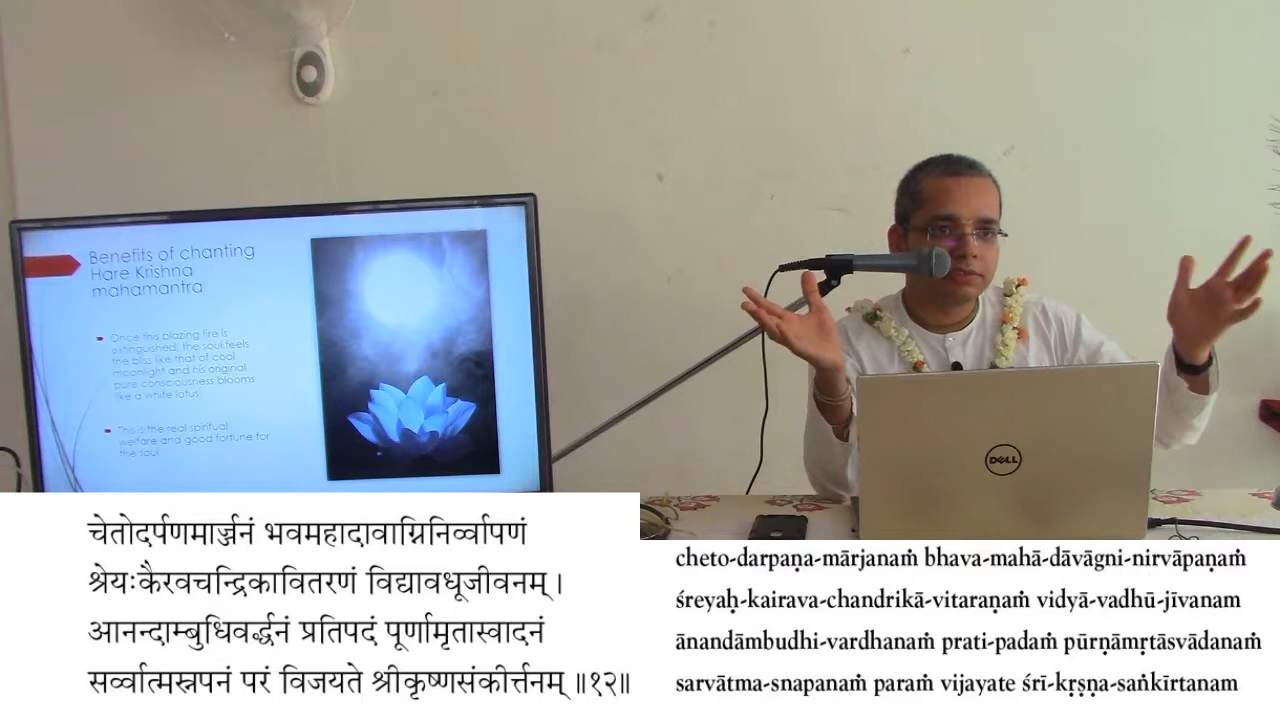 Benefits of chanting
Hare Krishna
mahamantra
Once this blazing fire is
extinguished, the soul feels
the bliss like that of cool
moonlight and his original
pure consciousness blooms
like a white lotus
This is the real spiritual
welfare and good fortune for
the soul
DELL
चेतोदर्पणमार्ज्जनं भवमहादावाग्निनिर्व्वापणं
श्रेयःकैरवचन्द्रिकावितरणं विद्यावधूजीवनम् ।
आनन्दाम्बुधिवर्द्धनं प्रतिपदं पूर्णामृतास्वादनं
सर्व्वात्मस्नपनं परं विजयते श्रीकृष्णसंकीर्त्तनम् ॥१२॥
cheto-darpaṇa-mārjanaṁ bhava-mahā-dāvāgni-nirvāpaṇaṁ
śreyaḥ-kairava-chandrikā-vitaraṇaṁ vidyā-vadhū-jīvanam
ānandāmbudhi-vardhanaṁ prati-padaṁ pūrṇāmṛtāsvādanaṁ
sarvātma-snapanaṁ paraṁ vijayate śrī-kṛṣṇa-saṅkīrtanam